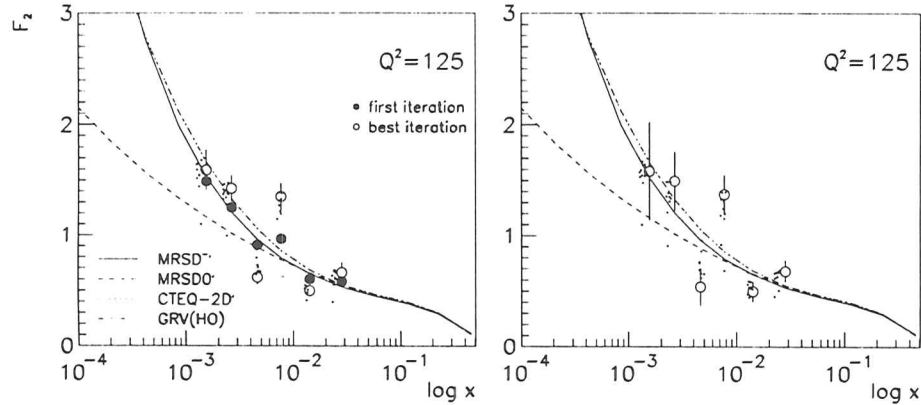 F₂
3
2
1
0
Q²=125
● first iteration
○ best iteration
MRSD⁻'
MRSD0'
CTEQ-2D'
GRV(HO)
10⁻⁴ 10⁻³ 10⁻² 10⁻¹
log x
3
2
1
0
Q²=125
10⁻⁴ 10⁻³ 10⁻² 10⁻¹
log x